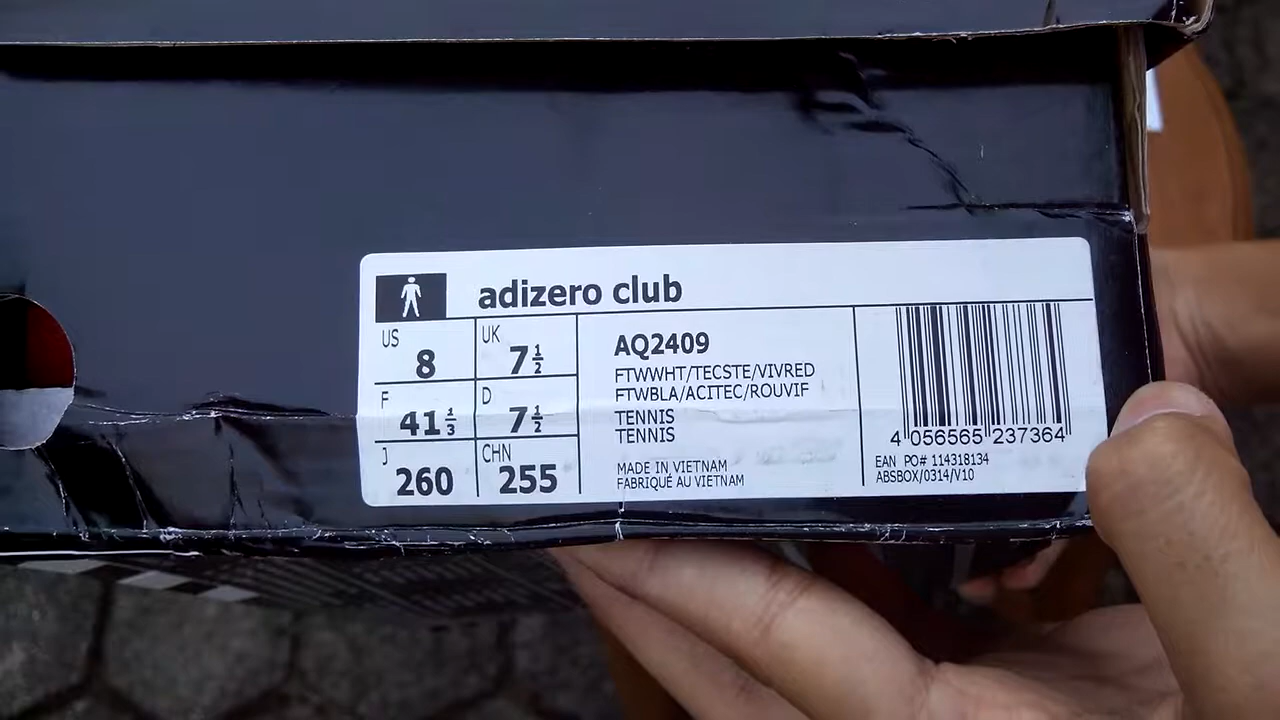 adizero club
US 8
UK 7½
F 41⅓
D 7½
J 260
CHN 255
AQ2409
FTWWHT/TECSTE/VIVRED
FTWBLA/ACITEC/ROUVIF
TENNIS
TENNIS
MADE IN VIETNAM
FABRIQUÉ AU VIETNAM
4 056565 237364
EAN PO# 114318134
ABSBOX/0314/V10